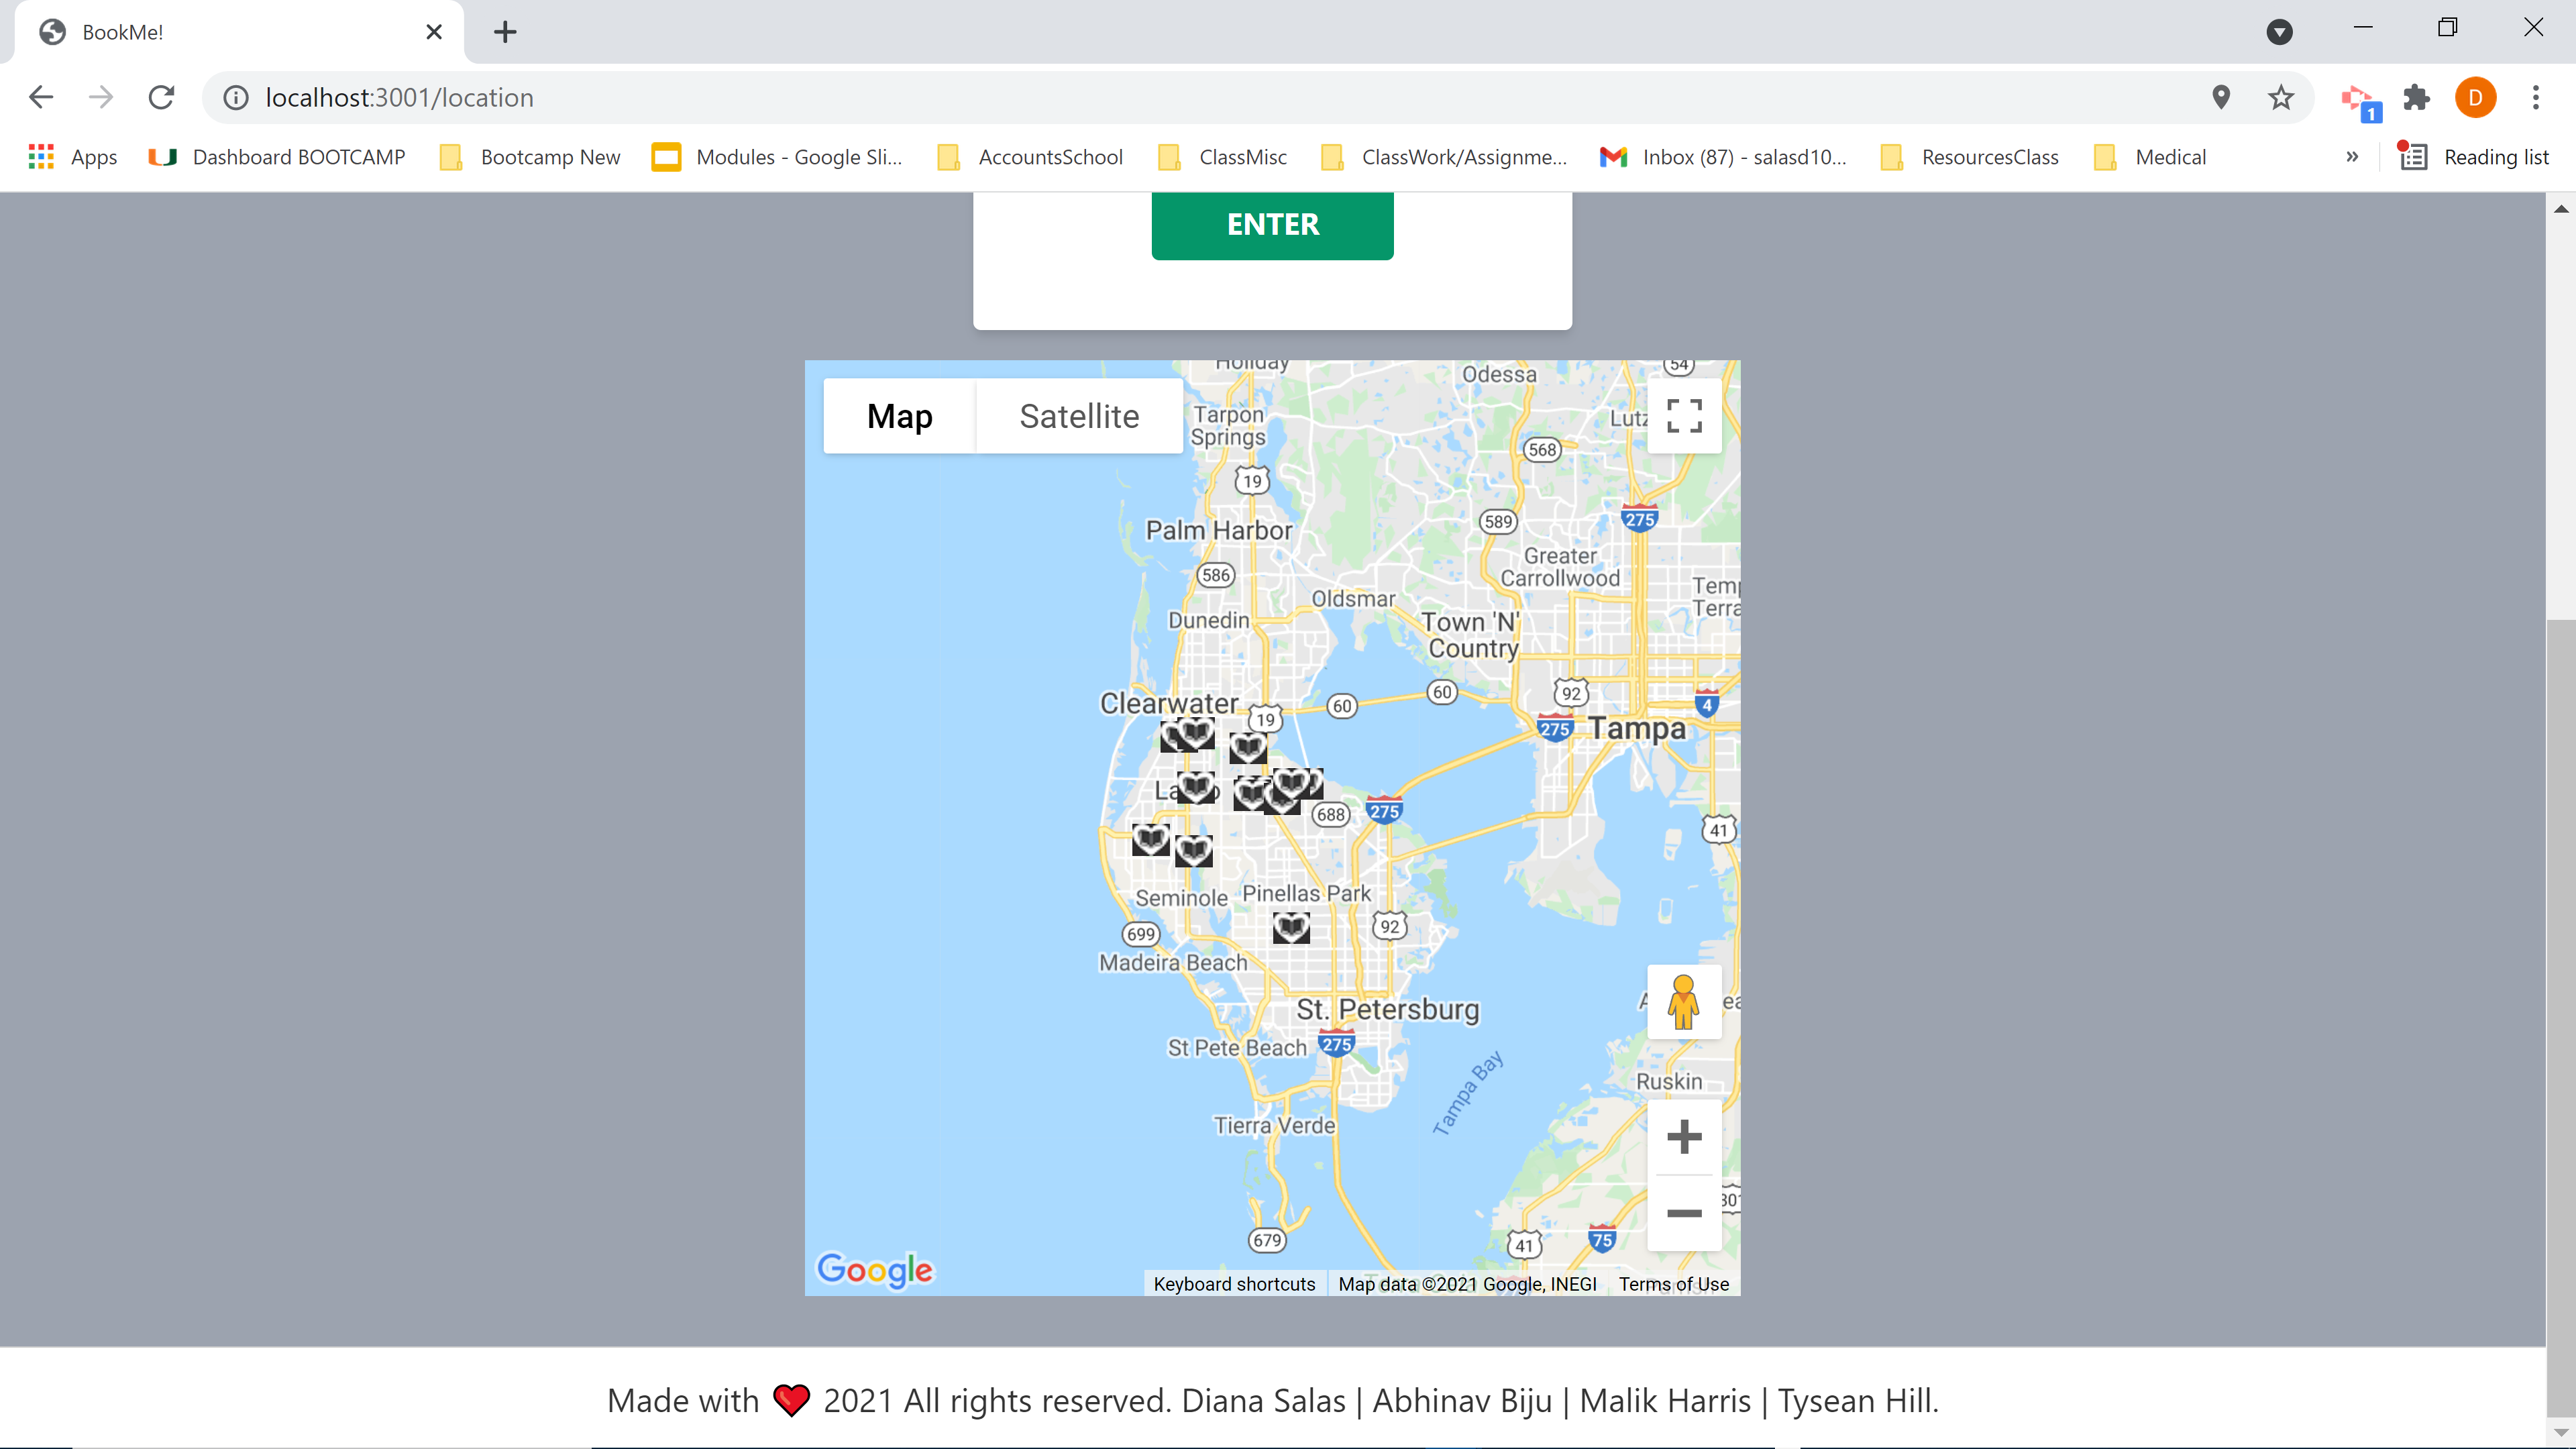 BookMe!
localhost:3001/location
1
D
Apps
Dashboard BOOTCAMP
Bootcamp New
Modules - Google Sli...
AccountsSchool
ClassMisc
ClassWork/Assignme...
Inbox (87) - salasd10...
ResourcesClass
Medical
»
Reading list
ENTER
Map
Satellite
Holiday
Odessa
54
Tarpon
Springs
Lutz
568
19
589
275
Palm Harbor
Greater
Carrollwood
586
Oldsmar
Temp
Terra
Dunedin
Town 'N'
Country
Clearwater
60
60
92
4
19
275
Tampa
688
275
41
Seminole
Pinellas Park
699
92
Madeira Beach
St. Petersburg
St Pete Beach
275
Tampa Bay
Ruskin
Tierra Verde
301
679
41
75
Google
Keyboard shortcuts
Map data ©2021 Google, INEGI
Terms of Use
Made with ❤ 2021 All rights reserved. Diana Salas | Abhinav Biju | Malik Harris | Tysean Hill.